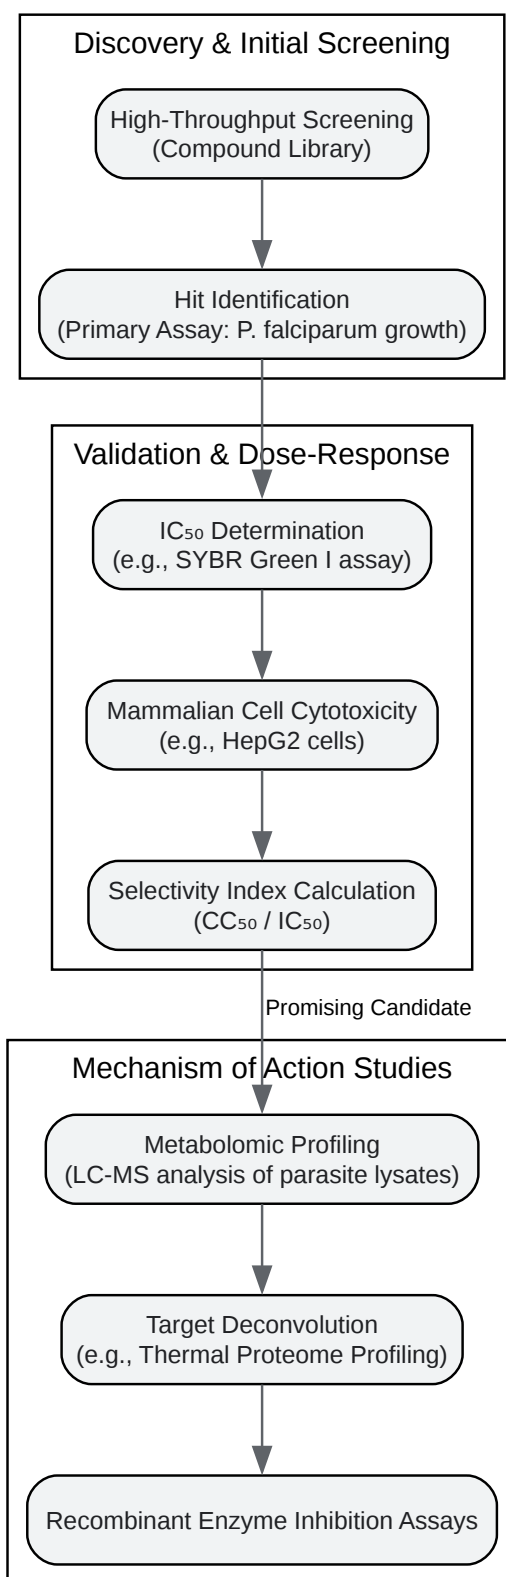 Discovery & Initial Screening
High-Throughput Screening
(Compound Library)
Hit Identification
(Primary Assay: P. falciparum growth)
Validation & Dose-Response
IC₅₀ Determination
(e.g., SYBR Green I assay)
Mammalian Cell Cytotoxicity
(e.g., HepG2 cells)
Selectivity Index Calculation
(CC₅₀ / IC₅₀)
Promising Candidate
Mechanism of Action Studies
Metabolomic Profiling
(LC-MS analysis of parasite lysates)
Target Deconvolution
(e.g., Thermal Proteome Profiling)
Recombinant Enzyme Inhibition Assays